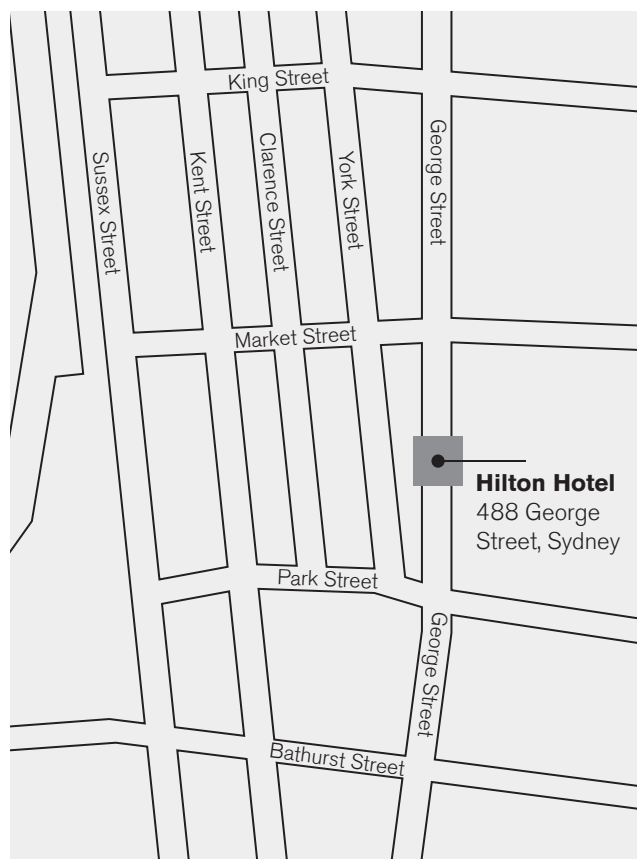 King Street
Sussex Street
Kent Street
Clarence Street
York Street
George Street
Market Street
Hilton Hotel
488 George
Street, Sydney
Park Street
George Street
Bathurst Street